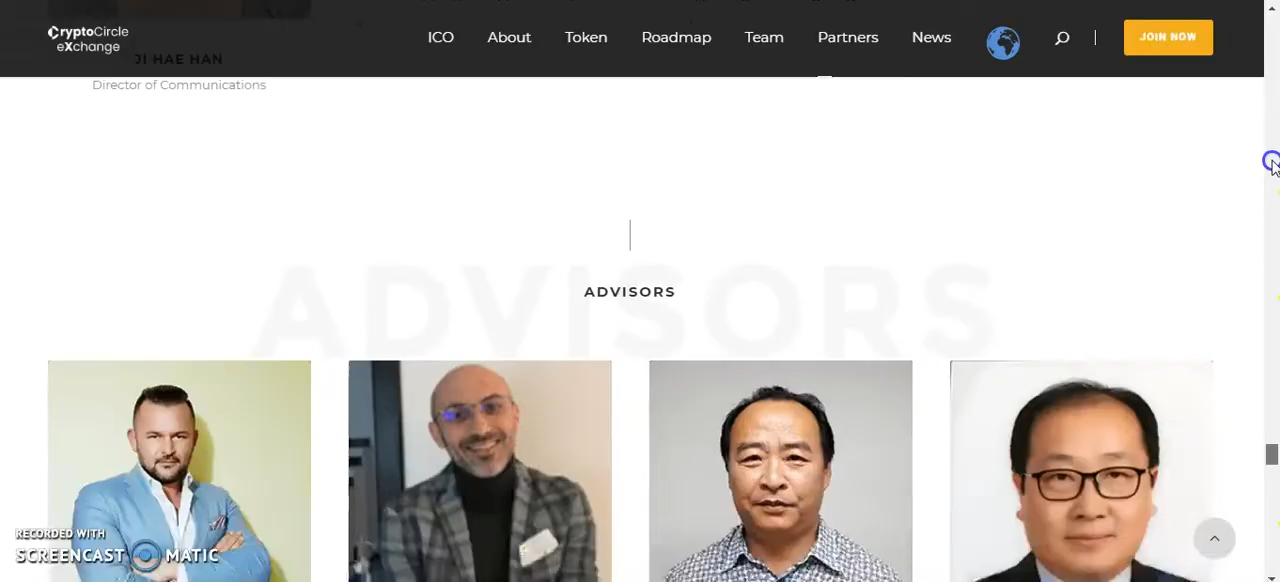 CryptoCircle
eXchange
ICO About Token Roadmap Team Partners News
JOIN NOW
JI HAE HAN
Director of Communications
ADVISORS
ADVISORS
RECORDED WITH
SCREENCAST MATIC